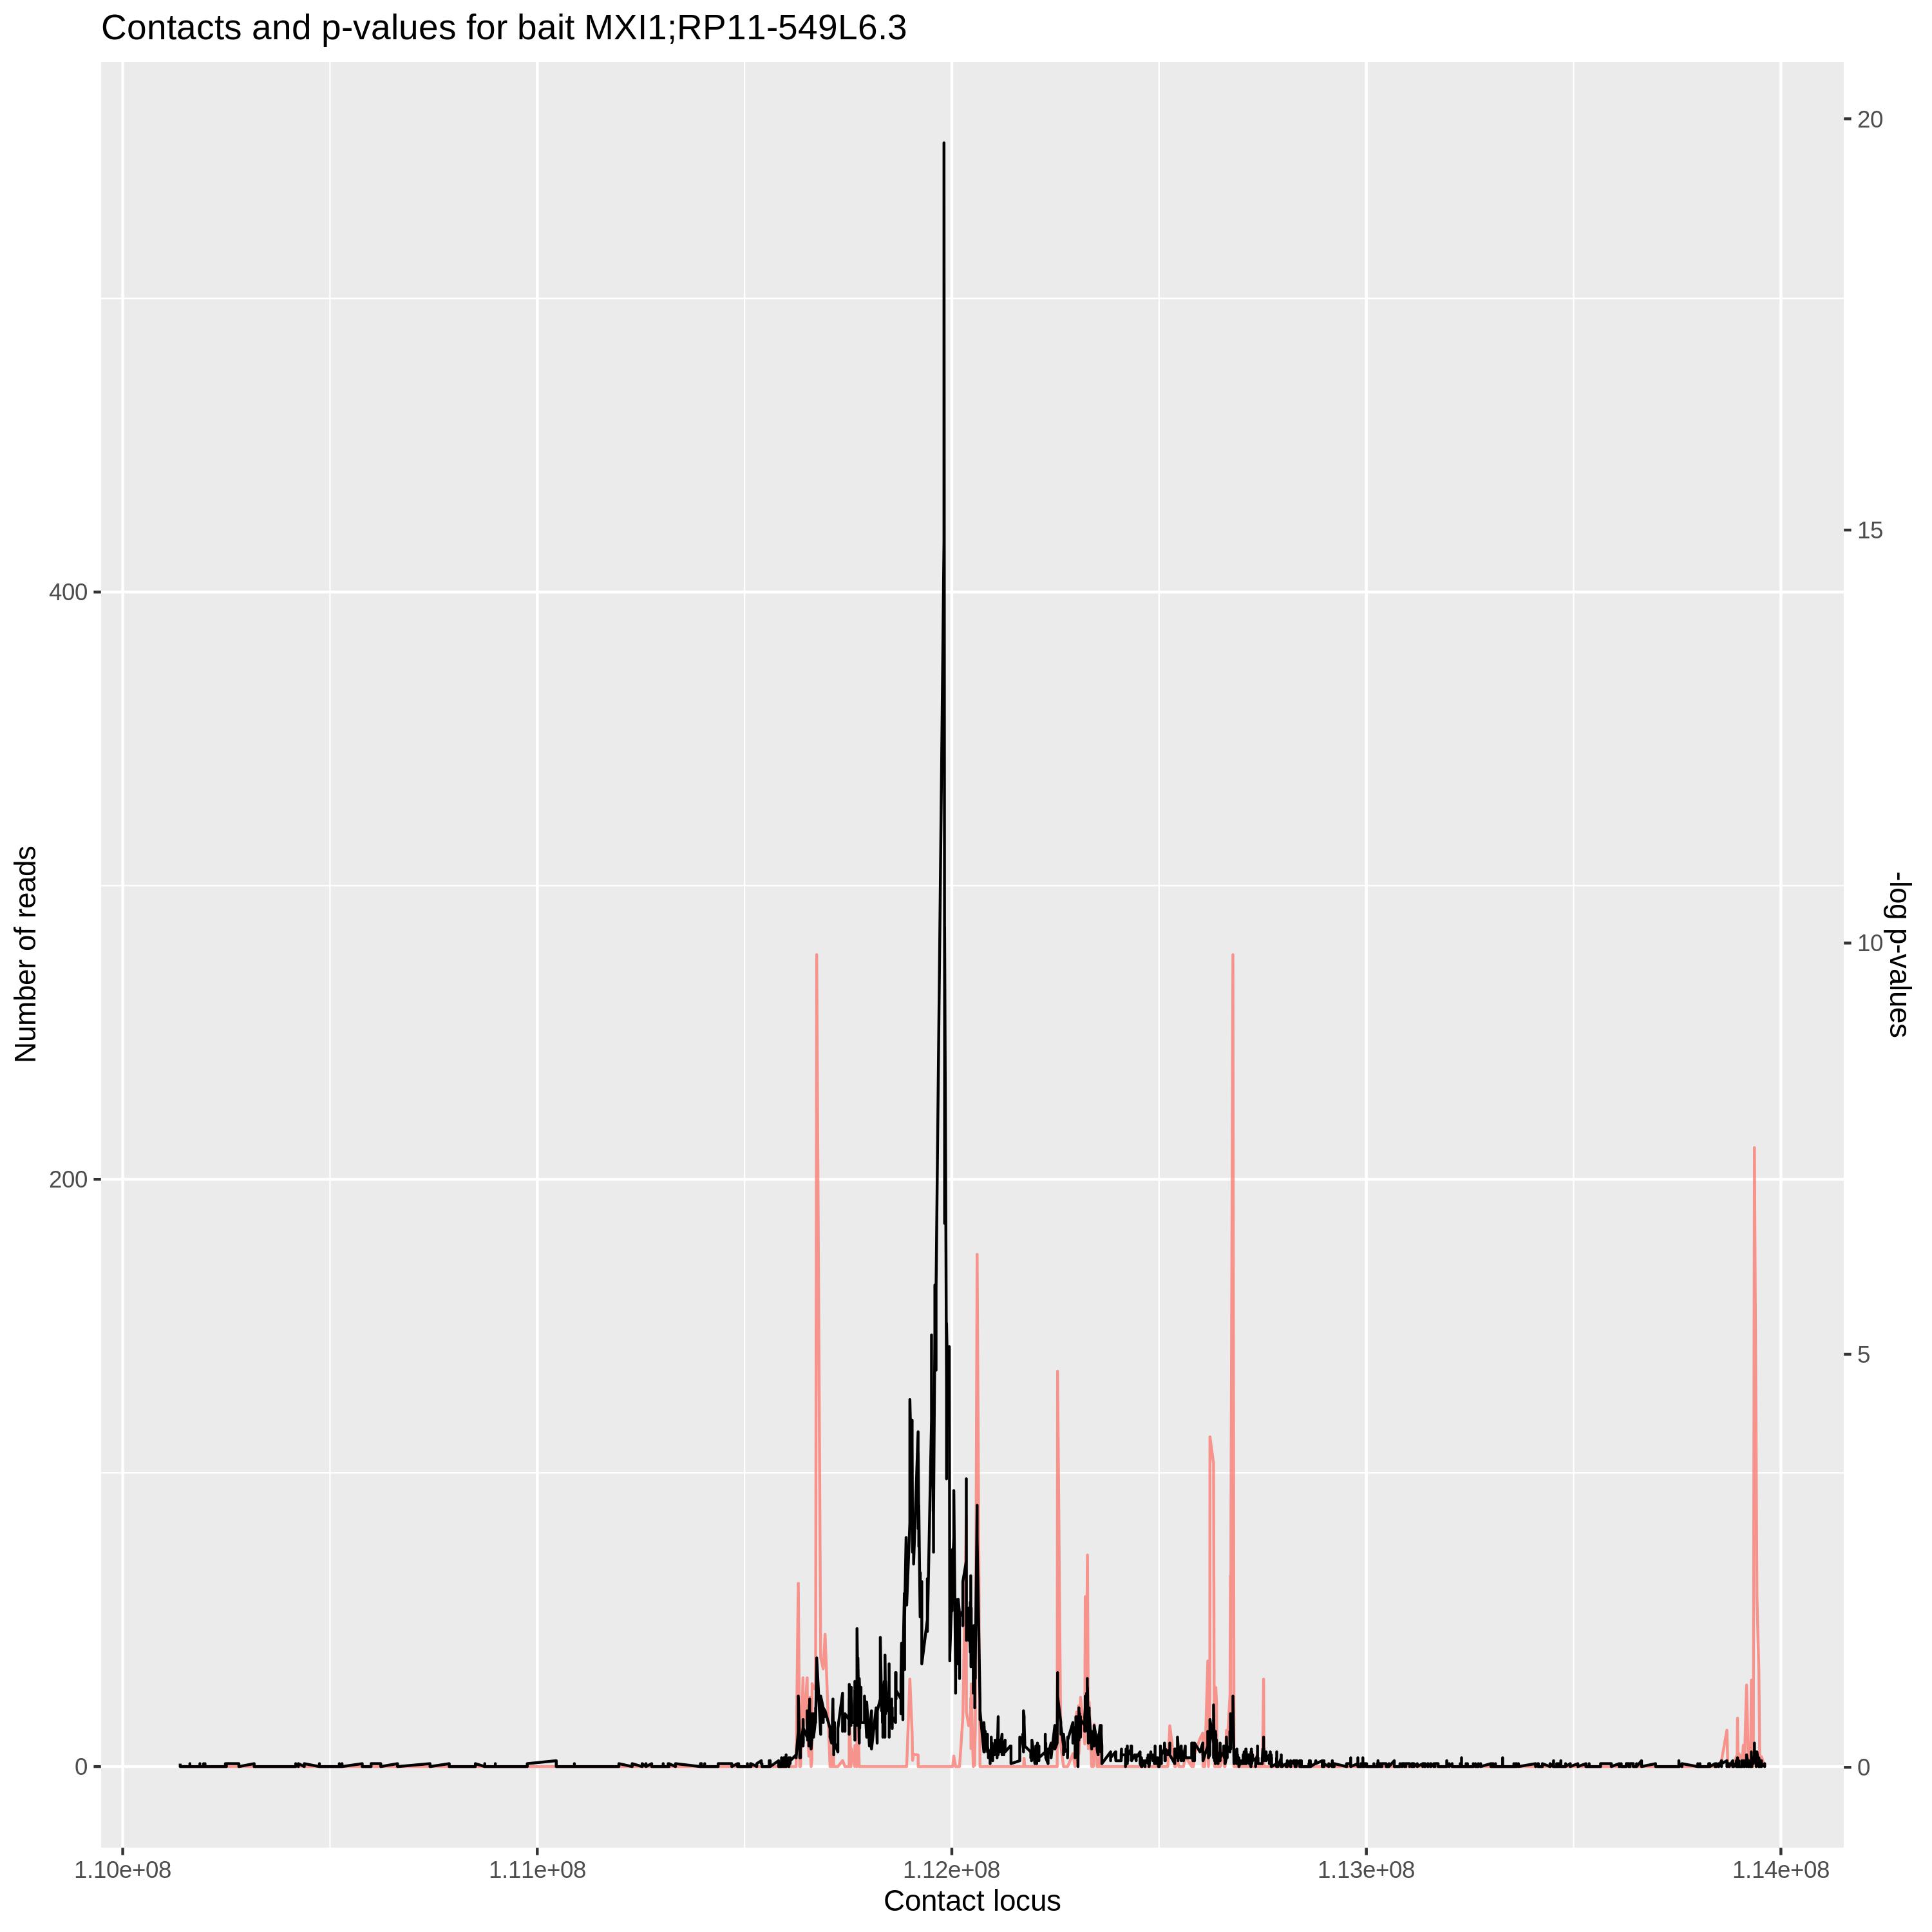 Contacts and p-values for bait MXI1;RP11-549L6.3
20
15
400
Number of reads
-log p-values
10
200
5
0
0
1.10e+08
1.11e+08
1.12e+08
1.13e+08
1.14e+08
Contact locus